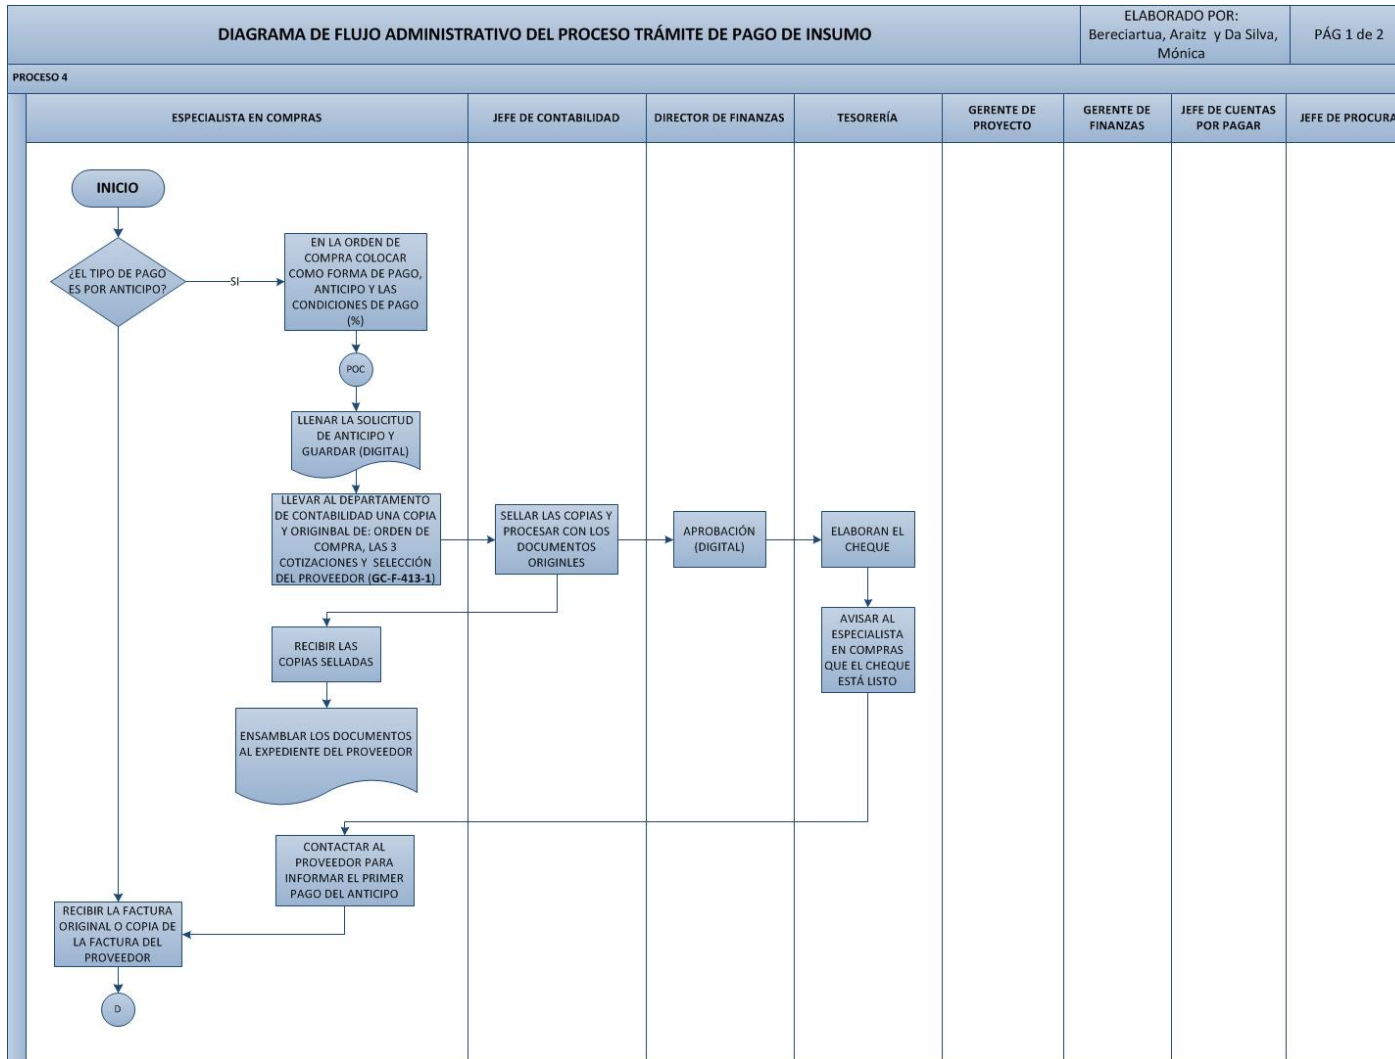 DIAGRAMA DE FLUJO ADMINISTRATIVO DEL PROCESO TRÁMITE DE PAGO DE INSUMO
ELABORADO POR:
Bereciartua, Araitz y Da Silva,
Mónica
PÁG 1 de 2
PROCESO 4
ESPECIALISTA EN COMPRAS
JEFE DE CONTABILIDAD
DIRECTOR DE FINANZAS
TESORERÍA
GERENTE DE
PROYECTO
GERENTE DE
FINANZAS
JEFE DE CUENTAS
POR PAGAR
JEFE DE PROCURA
INICIO
¿EL TIPO DE PAGO
ES POR ANTICIPO?
SI
EN LA ORDEN DE
COMPRA COLOCAR
COMO FORMA DE PAGO,
ANTICIPO Y LAS
CONDICIONES DE PAGO
(%)
POC
LLENAR LA SOLICITUD
DE ANTICIPO Y
GUARDAR (DIGITAL)
LLEVAR AL DEPARTAMENTO
DE CONTABILIDAD UNA COPIA
Y ORIGINBAL DE: ORDEN DE
COMPRA, LAS 3
COTIZACIONES Y SELECCIÓN
DEL PROVEEDOR (GC-F-413-1)
SELLAR LAS COPIAS Y
PROCESAR CON LOS
DOCUMENTOS
ORIGINLES
APROBACIÓN
(DIGITAL)
ELABORAN EL
CHEQUE
AVISAR AL
ESPECIALISTA
EN COMPRAS
QUE EL CHEQUE
ESTÁ LISTO
RECIBIR LAS
COPIAS SELLADAS
ENSAMBLAR LOS DOCUMENTOS
AL EXPEDIENTE DEL PROVEEDOR
CONTACTAR AL
PROVEEDOR PARA
INFORMAR EL PRIMER
PAGO DEL ANTICIPO
RECIBIR LA FACTURA
ORIGINAL O COPIA DE
LA FACTURA DEL
PROVEEDOR
D